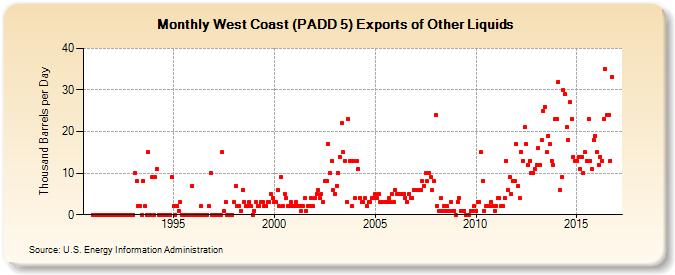 Monthly West Coast (PADD 5) Exports of Other Liquids
Thousand Barrels per Day
40
30
20
10
0
1995 2000 2005 2010 2015
Source: U.S. Energy Information Administration